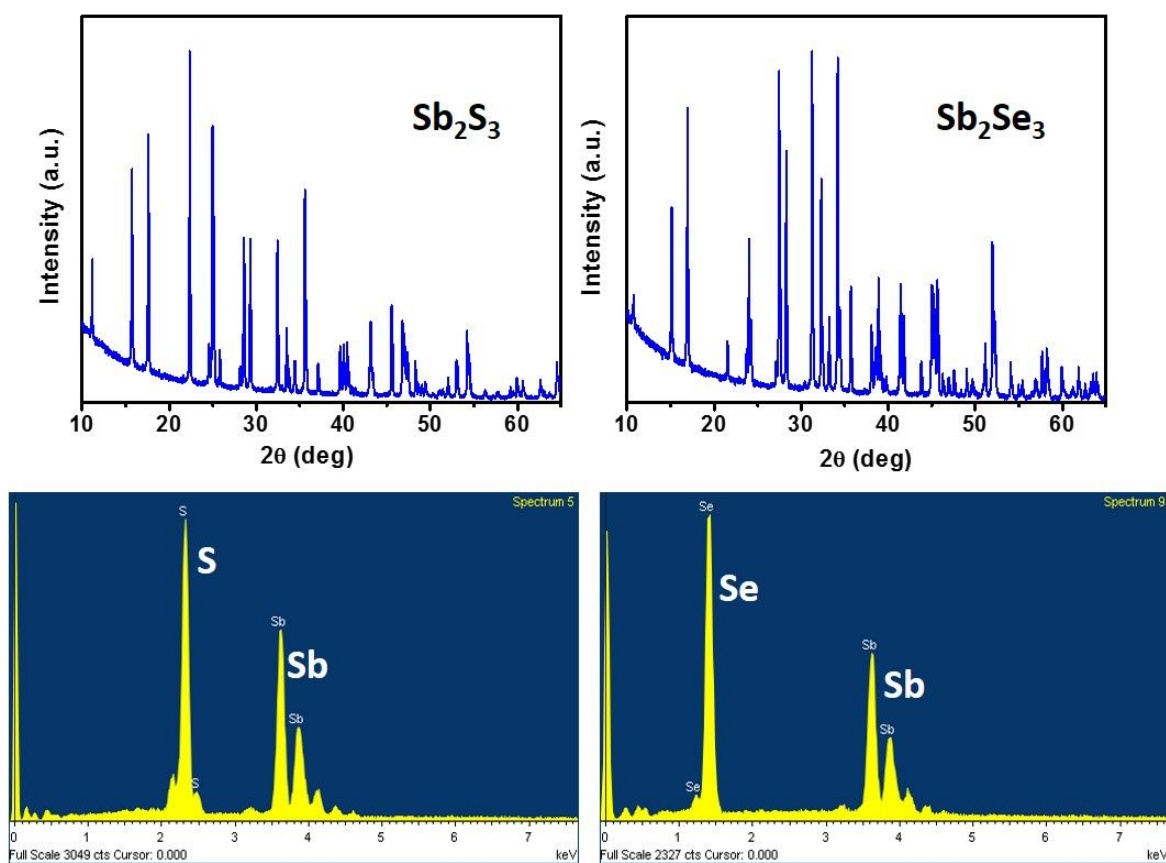 Intensity (a.u.)
Sb₂S₃
10 20 30 40 50 60
2θ (deg)
Intensity (a.u.)
Sb₂Se₃
10 20 30 40 50 60
2θ (deg)
Spectrum 5
S
S
Sb
Sb
Sb
S
0 1 2 3 4 5 6 7
Full Scale 3049 cts Cursor: 0.000 keV
Spectrum 9
Se
Se
Sb
Sb
Sb
Se
0 1 2 3 4 5 6 7
Full Scale 2327 cts Cursor: 0.000 keV